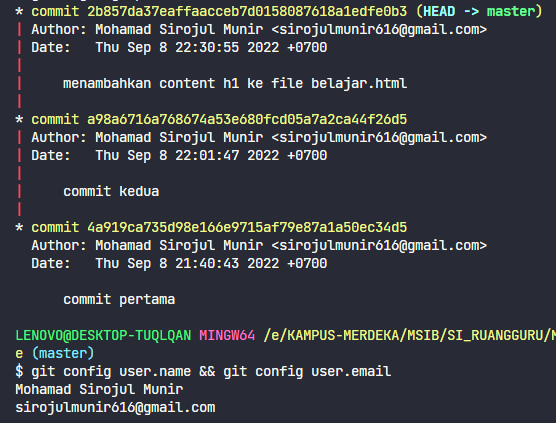 * commit 2b857da37eaffaacceb7d0158087618a1edfe0b3 (HEAD -> master)
| Author: Mohamad Sirojul Munir <sirojulmunir616@gmail.com>
| Date:   Thu Sep 8 22:30:55 2022 +0700
|
|     menambahkan content h1 ke file belajar.html
|
* commit a98a6716a768674a53e680fcd05a7a2ca44f26d5
| Author: Mohamad Sirojul Munir <sirojulmunir616@gmail.com>
| Date:   Thu Sep 8 22:01:47 2022 +0700
|
|     commit kedua
|
* commit 4a919ca735d98e166e9715af79e87a1a50ec34d5
  Author: Mohamad Sirojul Munir <sirojulmunir616@gmail.com>
  Date:   Thu Sep 8 21:40:43 2022 +0700

      commit pertama

LENOVO@DESKTOP-TUQLQAN MINGW64 /e/KAMPUS-MERDEKA/MSIB/SI_RUANGGURU/M
e (master)
$ git config user.name && git config user.email
Mohamad Sirojul Munir
sirojulmunir616@gmail.com